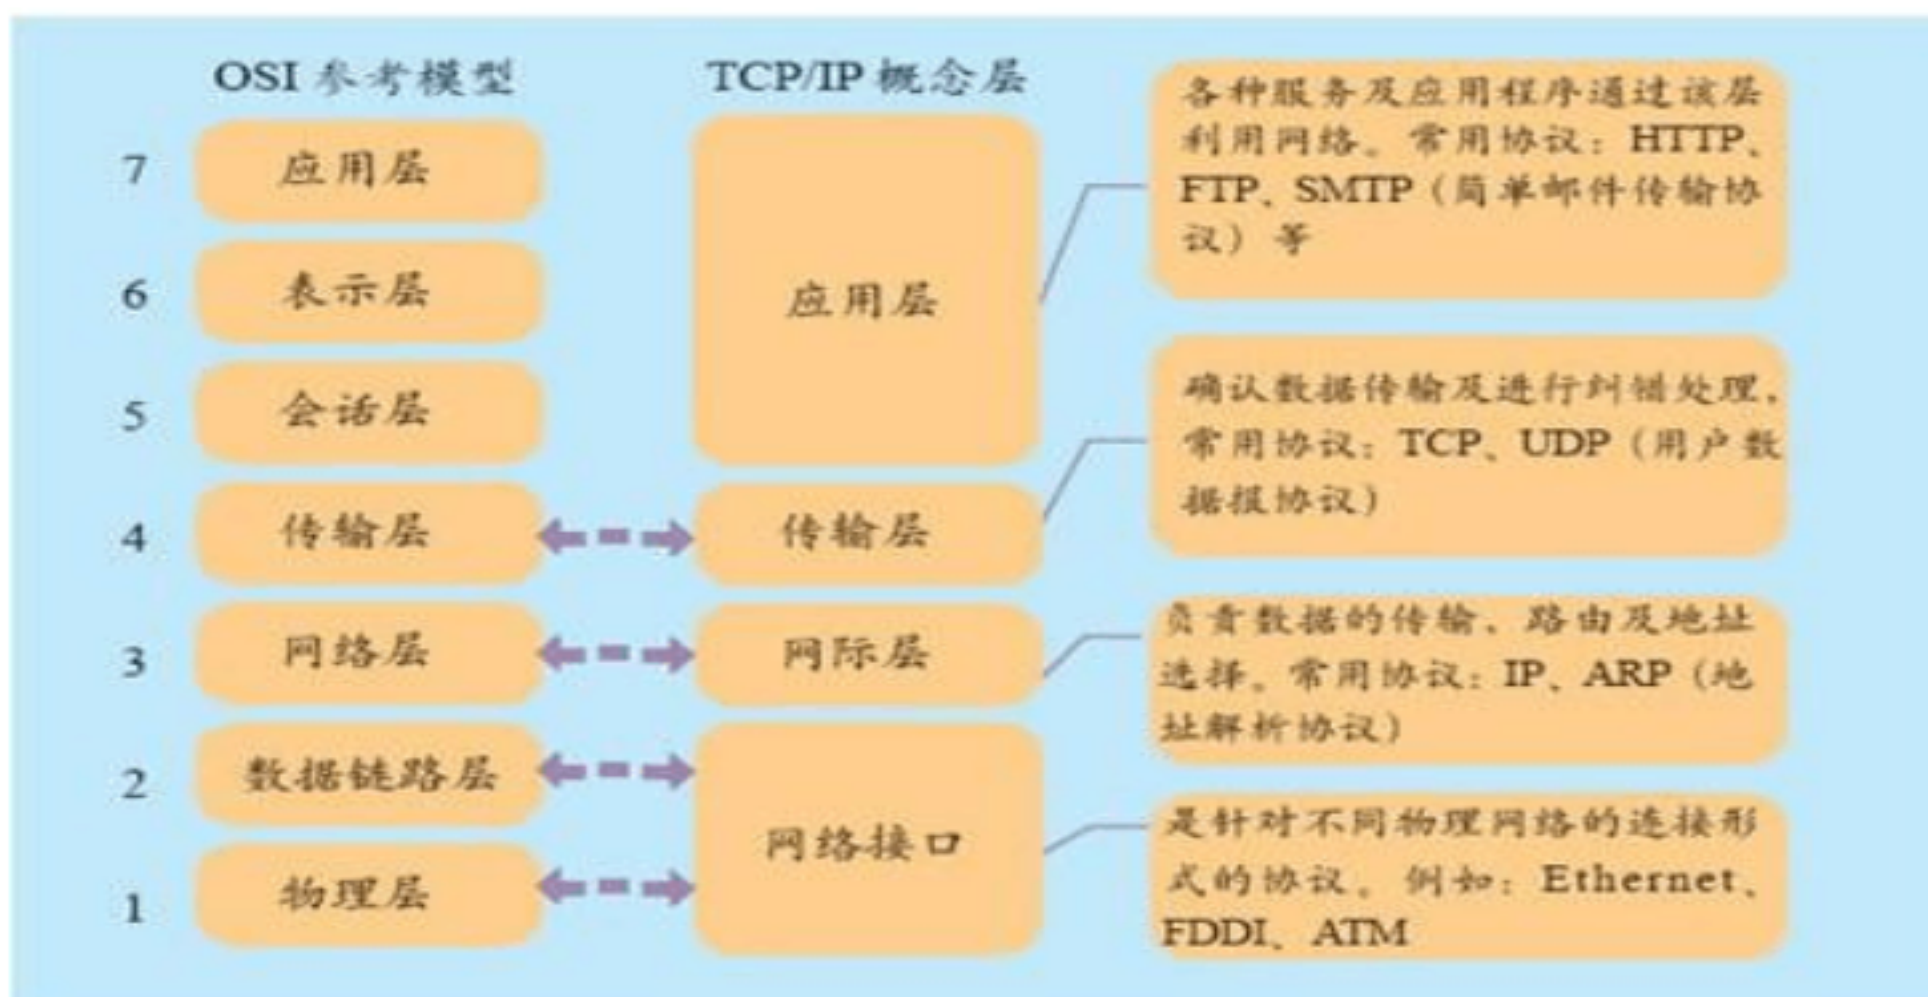 OSI 参考模型
TCP/IP 概念层
7
应用层
6
表示层
5
会话层
4
传输层
3
网络层
2
数据链路层
1
物理层
应用层
传输层
网际层
网络接口
各种服务及应用程序通过该层
利用网络。常用协议：HTTP、
FTP、SMTP（简单邮件传输协
议）等
确认数据传输及进行纠错处理，
常用协议：TCP、UDP（用户数
据报协议）
负责数据的传输、路由及地址
选择。常用协议：IP、ARP（地
址解析协议）
是针对不同物理网络的连接形
式的协议。例如：Ethernet、
FDDI、ATM